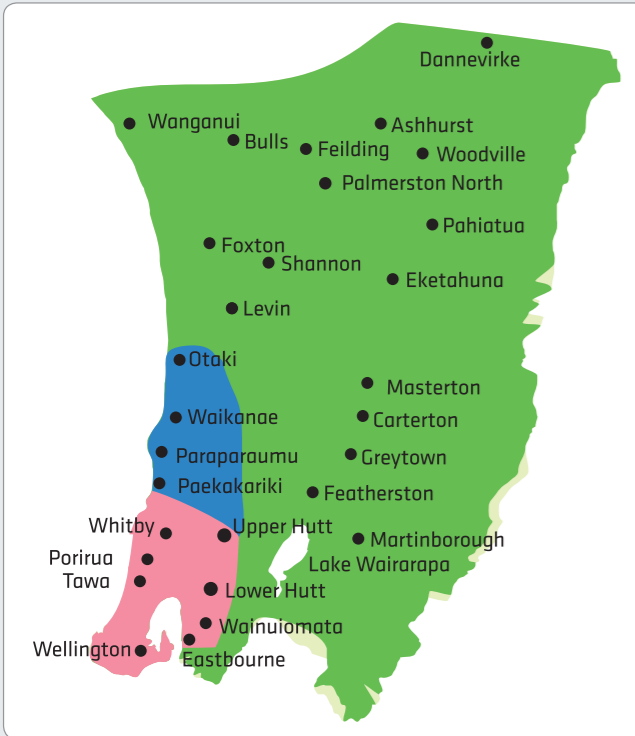 Dannevirke
Wanganui
Ashhurst
Bulls
Feilding
Woodville
Palmerston North
Pahiatua
Foxton
Shannon
Eketahuna
Levin
Otaki
Masterton
Waikanae
Carterton
Paraparaumu
Greytown
Paekakariki
Featherston
Whitby
Upper Hutt
Martinborough
Porirua
Lake Wairarapa
Tawa
Lower Hutt
Wainuiomata
Wellington
Eastbourne